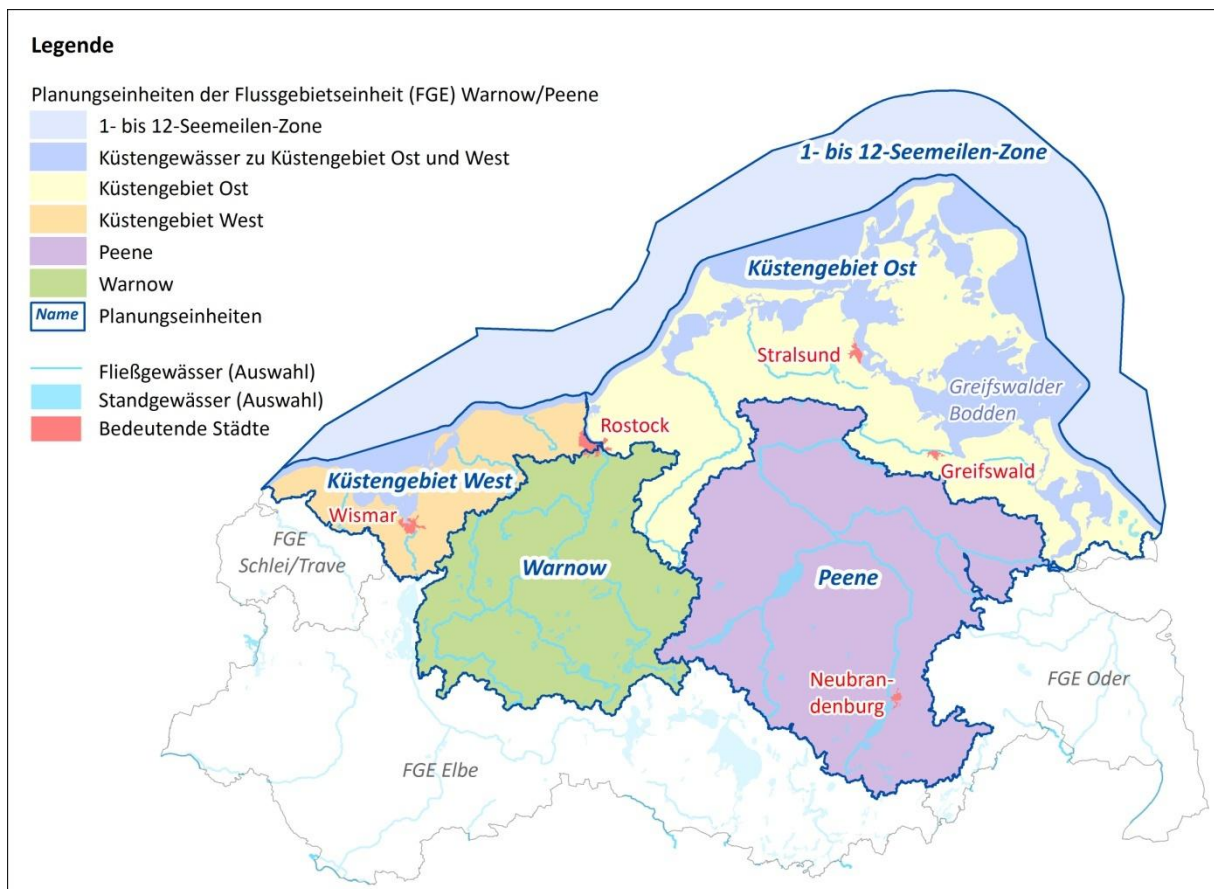 Legende
Planungseinheiten der Flussgebietseinheit (FGE) Warnow/Peene
1- bis 12-Seemeilen-Zone
Küstengewässer zu Küstengebiet Ost und West
Küstengebiet Ost
Küstengebiet West
Peene
Warnow
Name Planungseinheiten
Fließgewässer (Auswahl)
Standgewässer (Auswahl)
Bedeutende Städte
1- bis 12-Seemeilen-Zone
Küstengebiet Ost
Stralsund
Greifswalder
Bodden
Rostock
Greifswald
Küstengebiet West
Wismar
FGE
Schlei/Trave
Warnow
Peene
Neubran-
denburg
FGE Oder
FGE Elbe